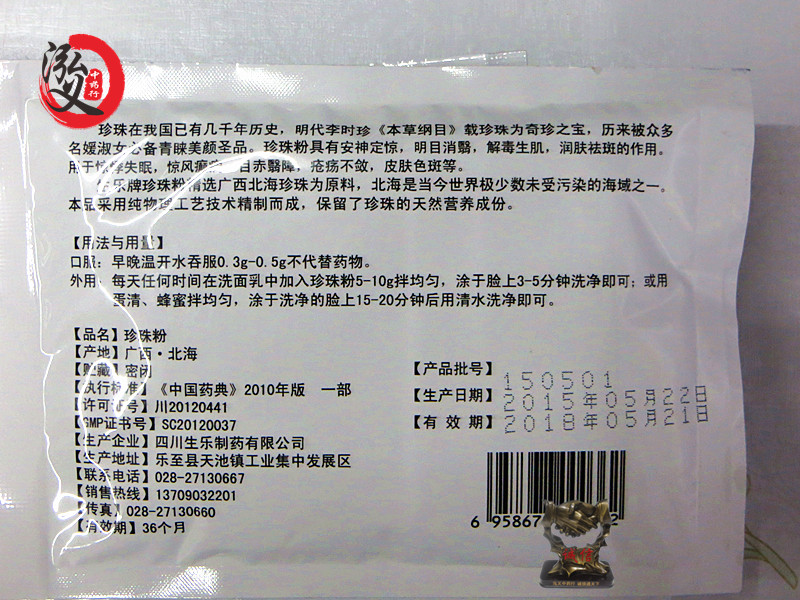 泓义
中药行
珍珠在我国已有几千年历史，明代李时珍《本草纲目》载珍珠为奇珍之宝，历来被众多
名媛淑女必备青睐美颜圣品。珍珠粉具有安神定惊，明目消翳，解毒生肌，润肤祛斑的作用。
用于惊悸失眠，惊风癫痫，目赤翳障，疮疡不敛，皮肤色斑等。
生乐牌珍珠粉精选广西北海珍珠为原料，北海是当今世界极少数未受污染的海域之一。
本品采用纯物理工艺技术精制而成，保留了珍珠的天然营养成份。
【用法与用量】
口服：早晚温开水吞服0.3g-0.5g不代替药物。
外用：每天任何时间在洗面乳中加入珍珠粉5-10g拌均匀，涂于脸上3-5分钟洗净即可；或用
蛋清、蜂蜜拌均匀，涂于洗净的脸上15-20分钟后用清水洗净即可。
【品名】珍珠粉
【产地】广西·北海
【贮藏】密闭
【执行标准】《中国药典》2010年版 一部
【许可证号】川20120441
【GMP证书号】SC20120037
【生产企业】四川生乐制药有限公司
【生产地址】乐至县天池镇工业集中发展区
【联系电话】028-27130667
【销售热线】13709032201
【传真】028-27130660
【有效期】36个月
【产品批号】150501
【生产日期】2015年05月22日
【有 效 期】2018年05月21日
6 95867 2
诚信